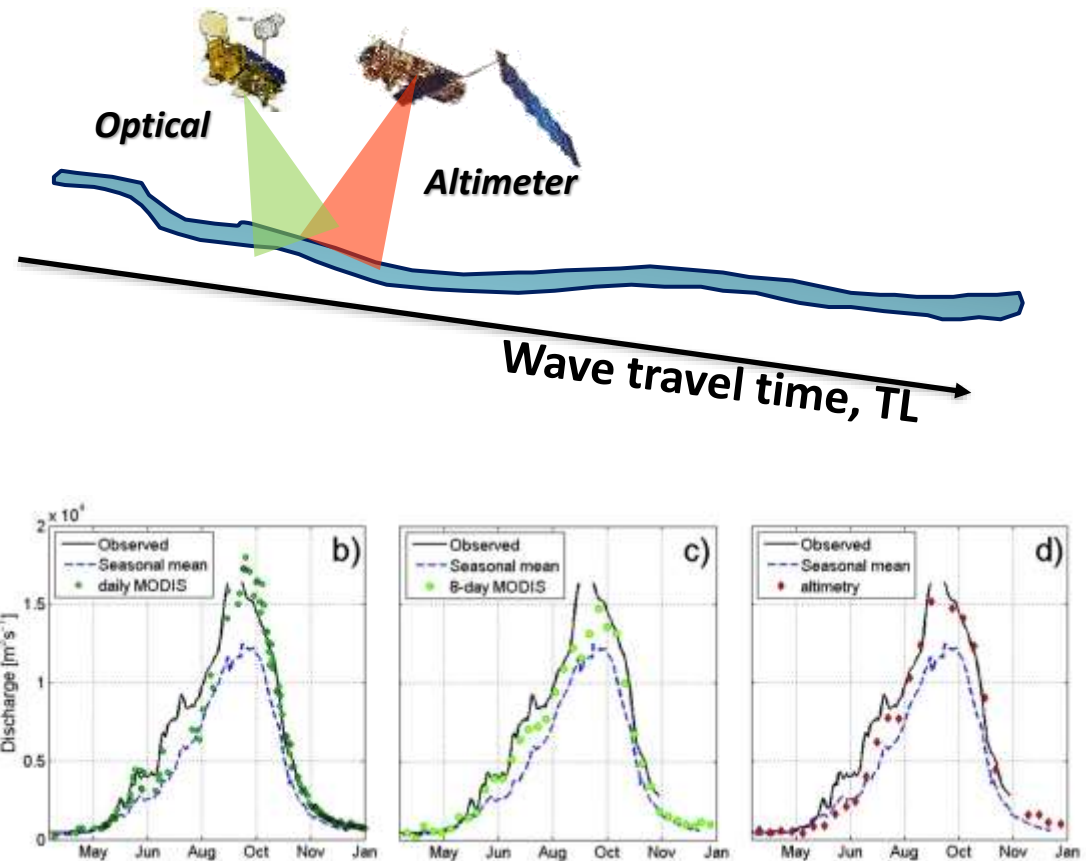 Optical
Altimeter
Wave travel time, TL
2 x 10⁴
Observed
Seasonal mean
daily MODIS
b)
1.5
1
0.5
0
Discharge [m³s⁻¹]
May Jun Aug Oct Nov Jan
Observed
Seasonal mean
8-day MODIS
c)
May Jun Aug Oct Nov Jan
Observed
Seasonal mean
altimetry
d)
May Jun Aug Oct Nov Jan